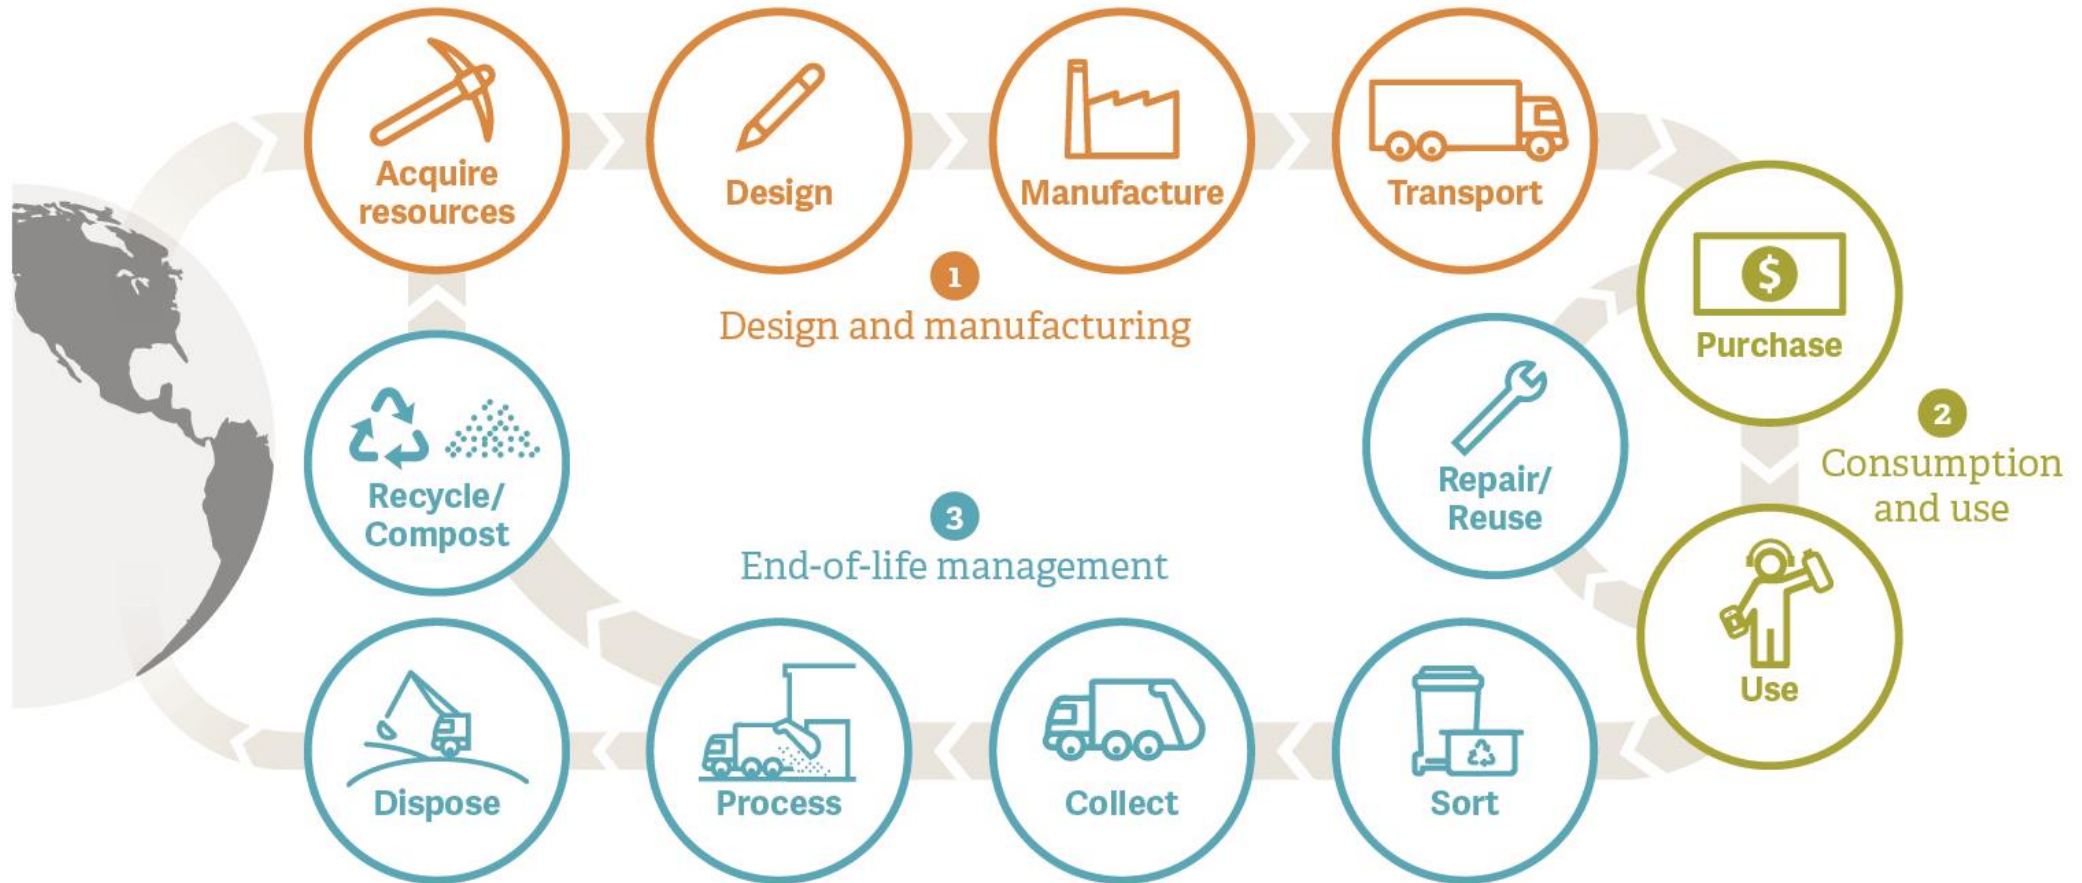 Acquire
resources
Design
Manufacture
Transport
1
Design and manufacturing
$
Purchase
2
Consumption
and use
Use
Repair/
Reuse
3
End-of-life management
Sort
Collect
Process
Dispose
Recycle/
Compost